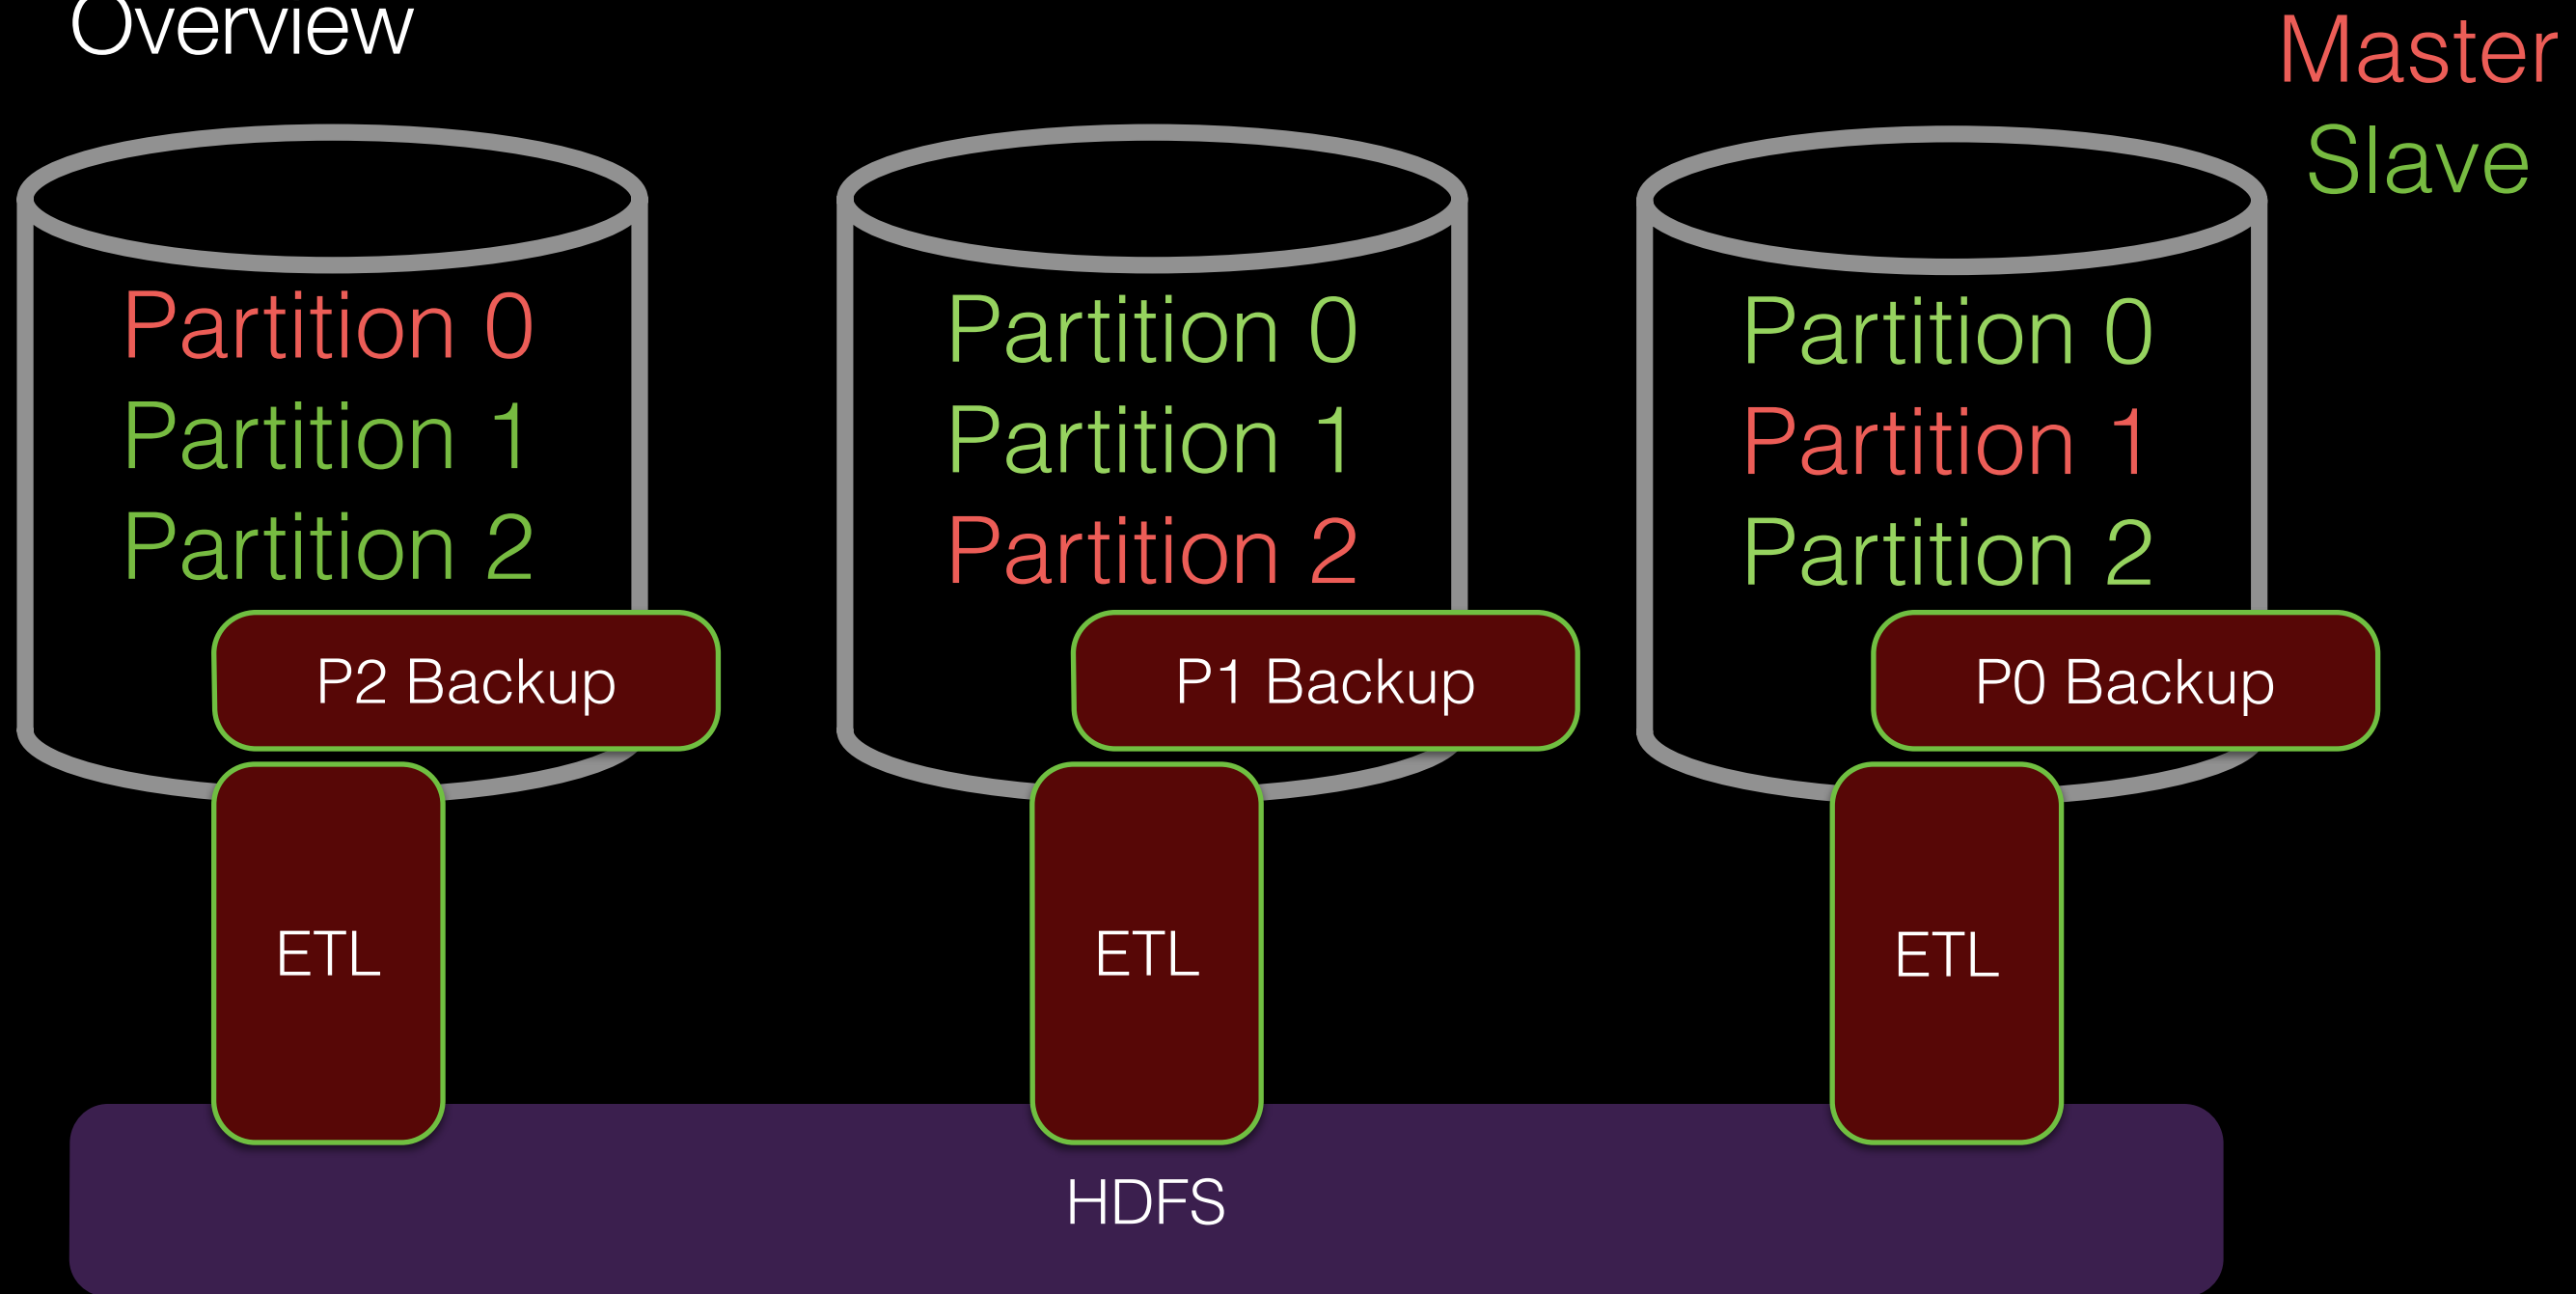 Overview
Master
Slave
Partition 0
Partition 1
Partition 2
P2 Backup
ETL
Partition 0
Partition 1
Partition 2
P1 Backup
ETL
Partition 0
Partition 1
Partition 2
P0 Backup
ETL
HDFS